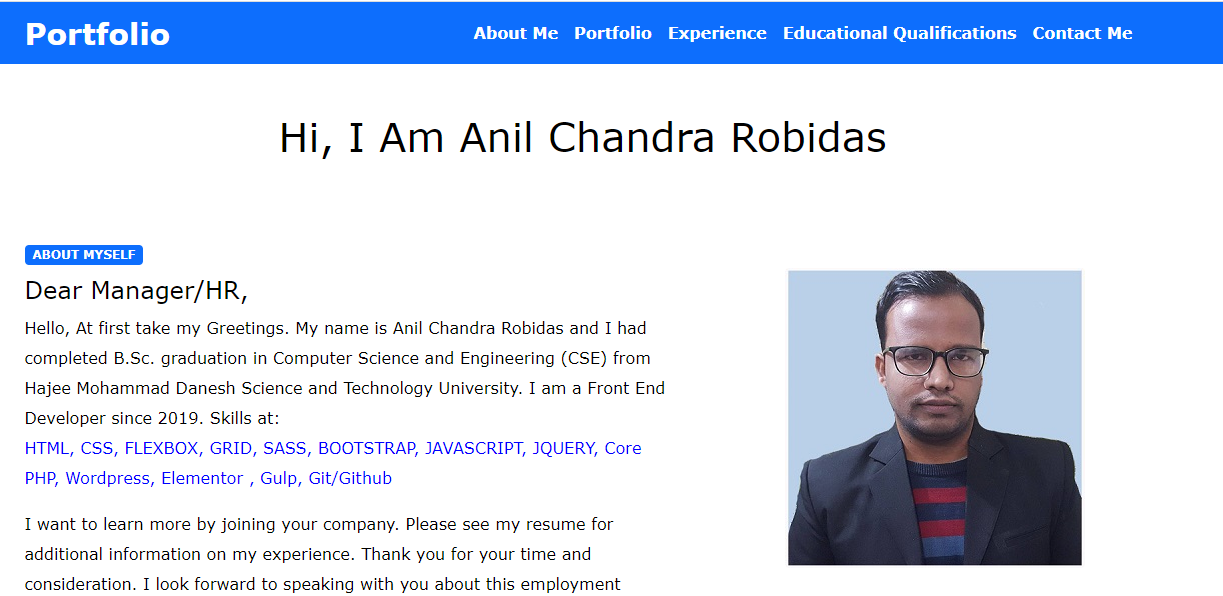 Portfolio
About Me Portfolio Experience Educational Qualifications Contact Me
Hi, I Am Anil Chandra Robidas
ABOUT MYSELF
Dear Manager/HR,
Hello, At first take my Greetings. My name is Anil Chandra Robidas and I had
completed B.Sc. graduation in Computer Science and Engineering (CSE) from
Hajee Mohammad Danesh Science and Technology University. I am a Front End
Developer since 2019. Skills at:
HTML, CSS, FLEXBOX, GRID, SASS, BOOTSTRAP, JAVASCRIPT, JQUERY, Core
PHP, Wordpress, Elementor , Gulp, Git/Github
I want to learn more by joining your company. Please see my resume for
additional information on my experience. Thank you for your time and
consideration. I look forward to speaking with you about this employment